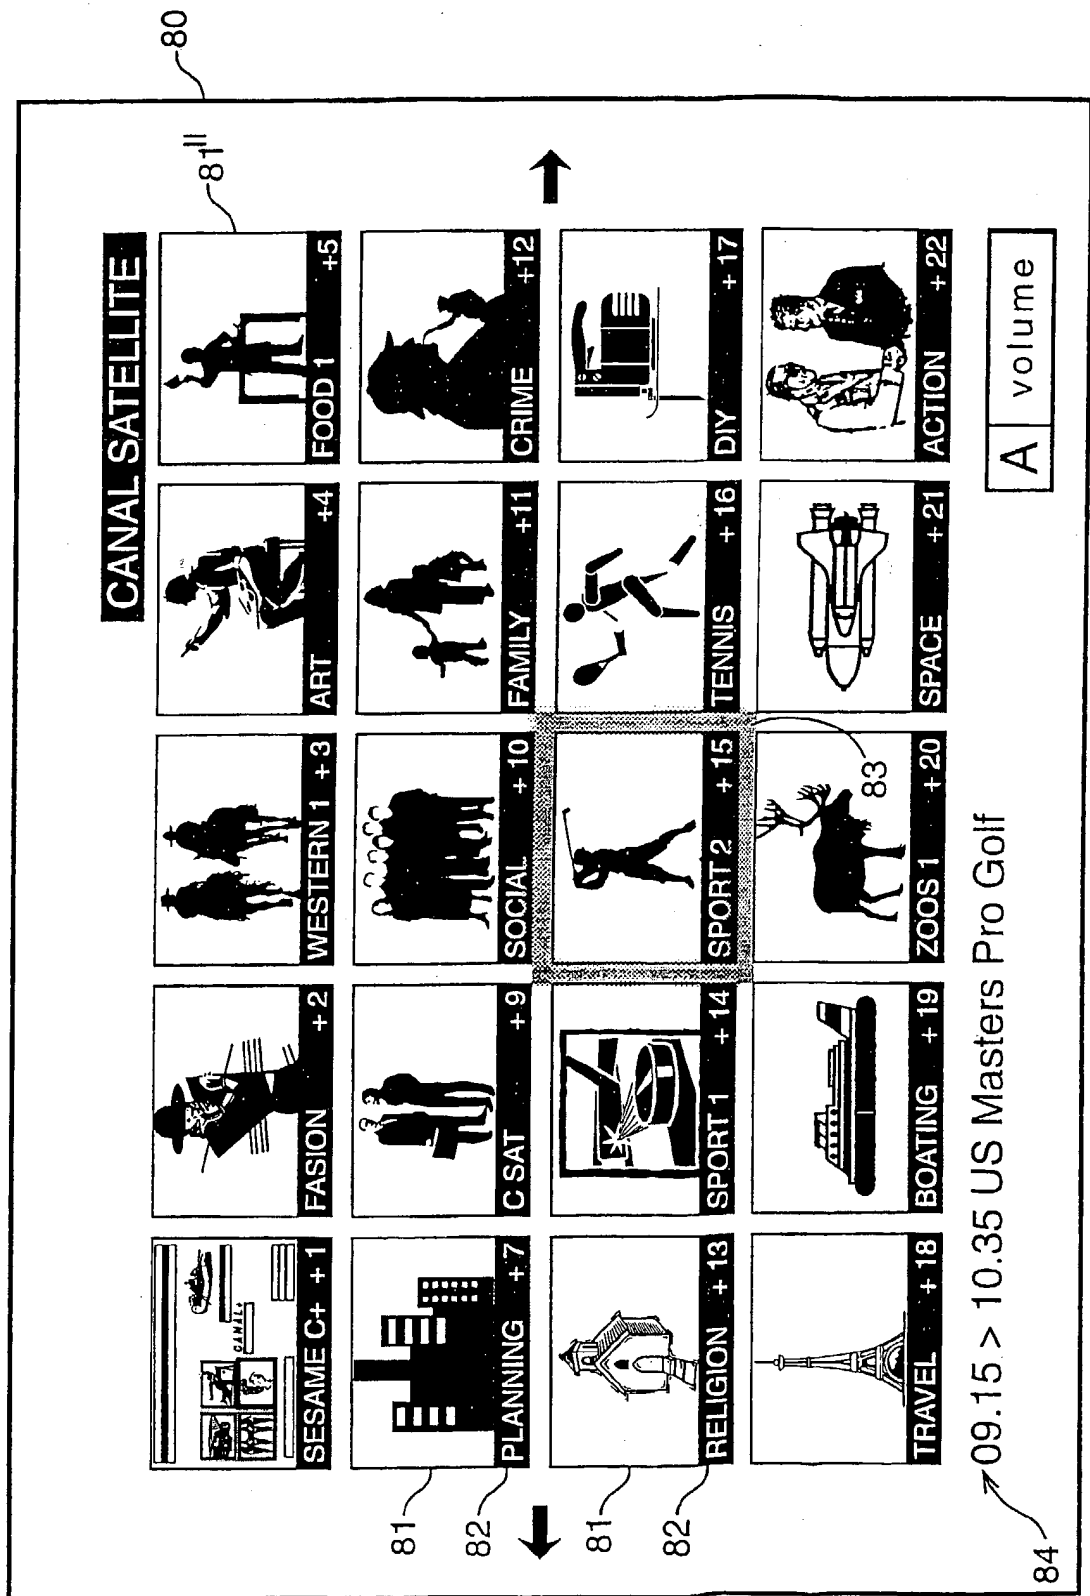 80
81"
CANAL SATELLITE
CANAL+
SESAME C+ + 1
FASION + 2
WESTERN 1 + 3
ART +4
FOOD 1 +5
PLANNING +7
C SAT + 9
SOCIAL + 10
FAMILY +11
CRIME +12
81
82
RELIGION + 13
SPORT 1 + 14
SPORT 2 + 15
TENNIS + 16
DIY + 17
81
82
TRAVEL + 18
BOATING + 19
ZOOS 1 + 20
SPACE + 21
ACTION + 22
83
09.15 > 10.35 US Masters Pro Golf
A volume
84